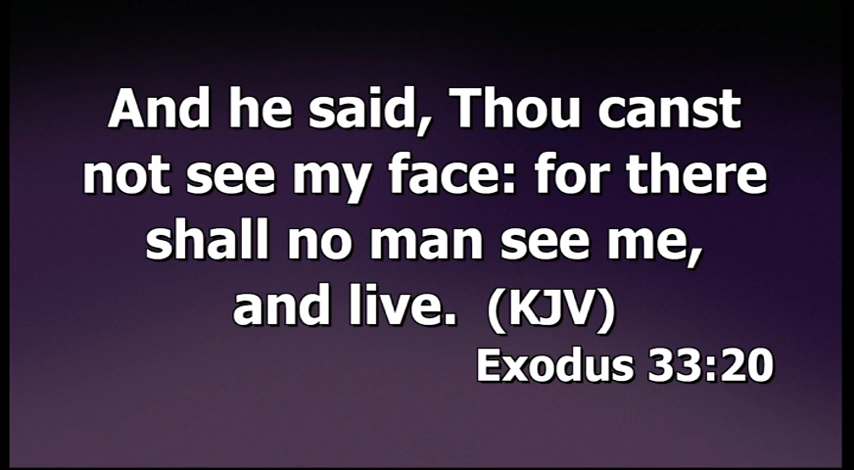 And he said, Thou canst
not see my face: for there
shall no man see me,
and live. (KJV)
Exodus 33:20